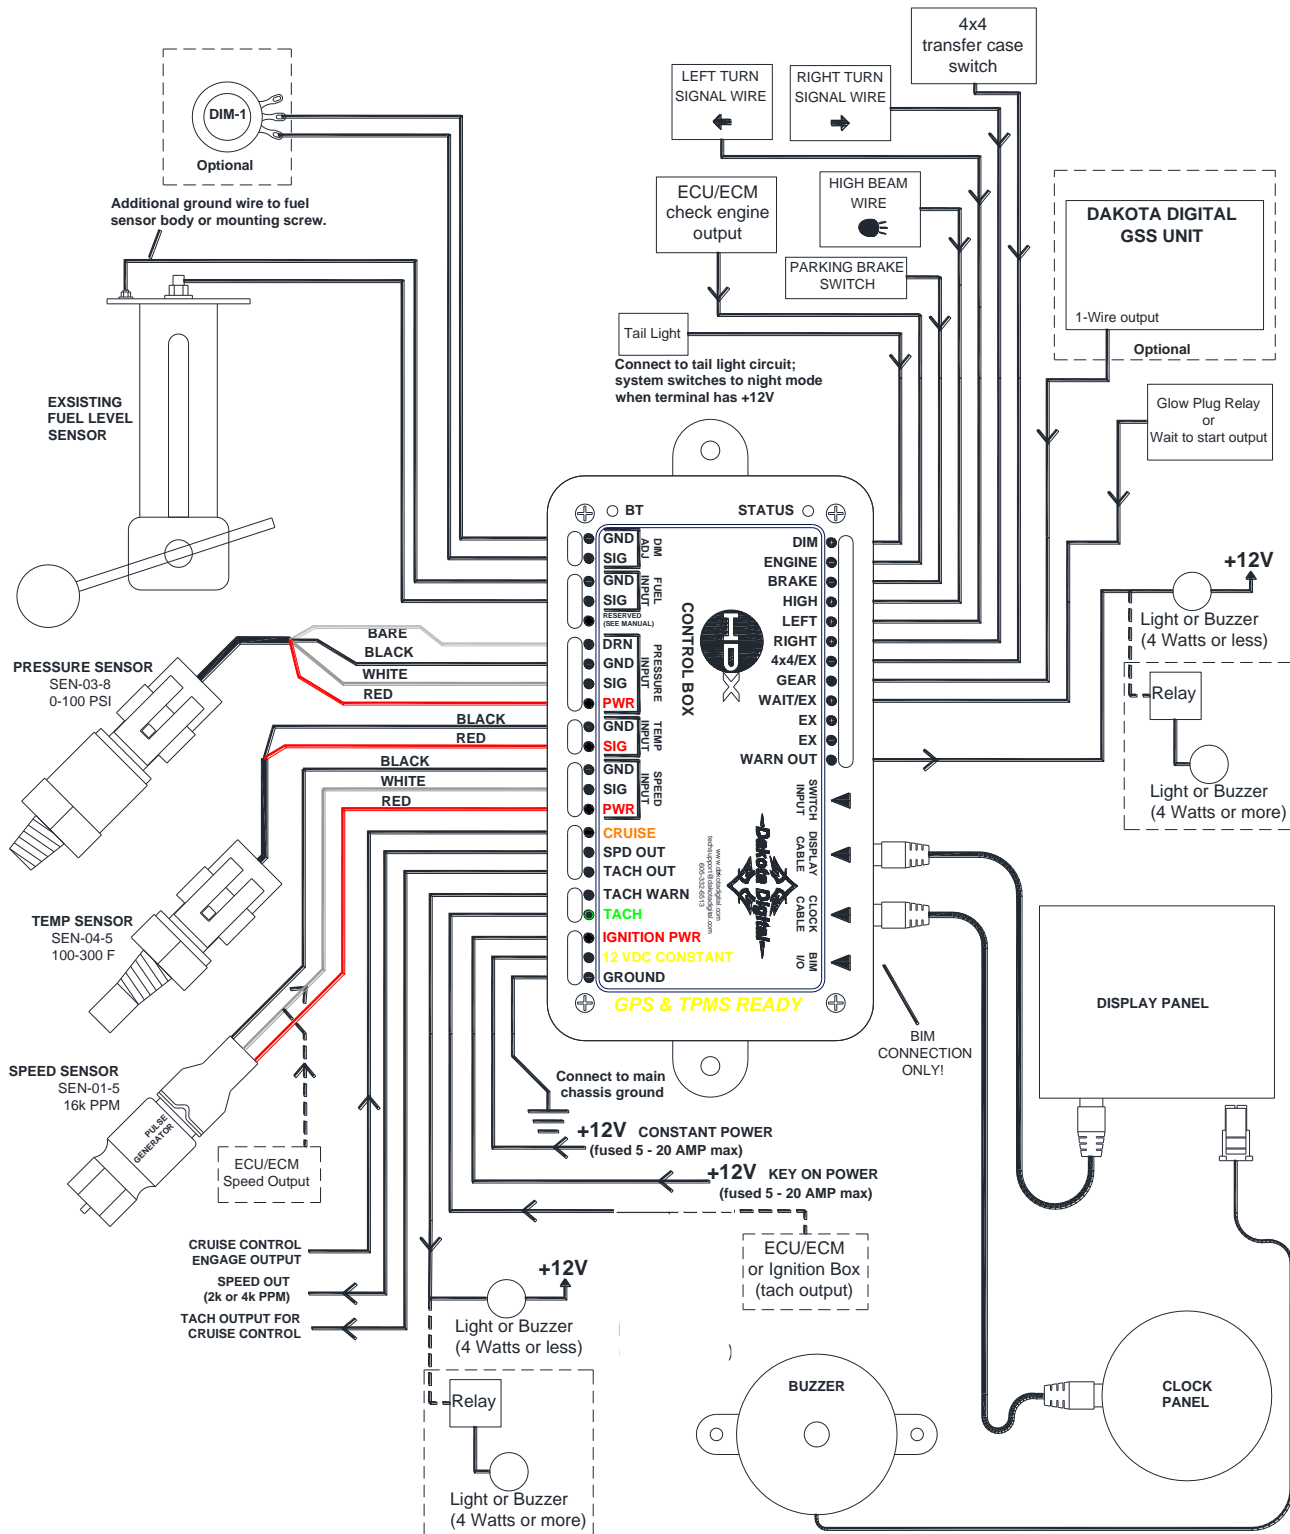 4x4
transfer case
switch
LEFT TURN
SIGNAL WIRE
RIGHT TURN
SIGNAL WIRE
DIM-1
Optional
ECU/ECM
check engine
output
HIGH BEAM
WIRE
Additional ground wire to fuel
sensor body or mounting screw.
DAKOTA DIGITAL
GSS UNIT
1-Wire output
Optional
PARKING BRAKE
SWITCH
Tail Light
Connect to tail light circuit;
system switches to night mode
when terminal has +12V
EXSISTING
FUEL LEVEL
SENSOR
Glow Plug Relay
or
Wait to start output
BT
STATUS
GND
SIG
DIM
ADJ
GND
SIG
FUEL
INPUT
RESERVED
(SEE MANUAL)
DRN
GND
SIG
PWR
PRESSURE
INPUT
GND
SIG
TEMP
INPUT
GND
SIG
PWR
SPEED
INPUT
CRUISE
SPD OUT
TACH OUT
TACH WARN
TACH
IGNITION PWR
12 VDC CONSTANT
GROUND
GPS & TPMS READY
CONTROL BOX
HDX
DIM
ENGINE
BRAKE
HIGH
LEFT
RIGHT
4x4/EX
GEAR
WAIT/EX
EX
EX
WARN OUT
SWITCH
INPUT
DISPLAY
CABLE
CLOCK
CABLE
BIM
I/O
Dakota Digital
www.dakotadigital.com
techsupport@dakotadigital.com
605-332-6513
+12V
Light or Buzzer
(4 Watts or less)
Relay
Light or Buzzer
(4 Watts or more)
BARE
BLACK
WHITE
RED
PRESSURE SENSOR
SEN-03-8
0-100 PSI
BLACK
RED
BLACK
WHITE
RED
TEMP SENSOR
SEN-04-5
100-300 F
SPEED SENSOR
SEN-01-5
16k PPM
PULSE
GENERATOR
ECU/ECM
Speed Output
DISPLAY PANEL
BIM
CONNECTION
ONLY!
Connect to main
chassis ground
+12V CONSTANT POWER
(fused 5 - 20 AMP max)
+12V KEY ON POWER
(fused 5 - 20 AMP max)
CRUISE CONTROL
ENGAGE OUTPUT
SPEED OUT
(2k or 4k PPM)
TACH OUTPUT FOR
CRUISE CONTROL
ECU/ECM
or Ignition Box
(tach output)
+12V
Light or Buzzer
(4 Watts or less)
)
Relay
Light or Buzzer
(4 Watts or more)
BUZZER
CLOCK
PANEL